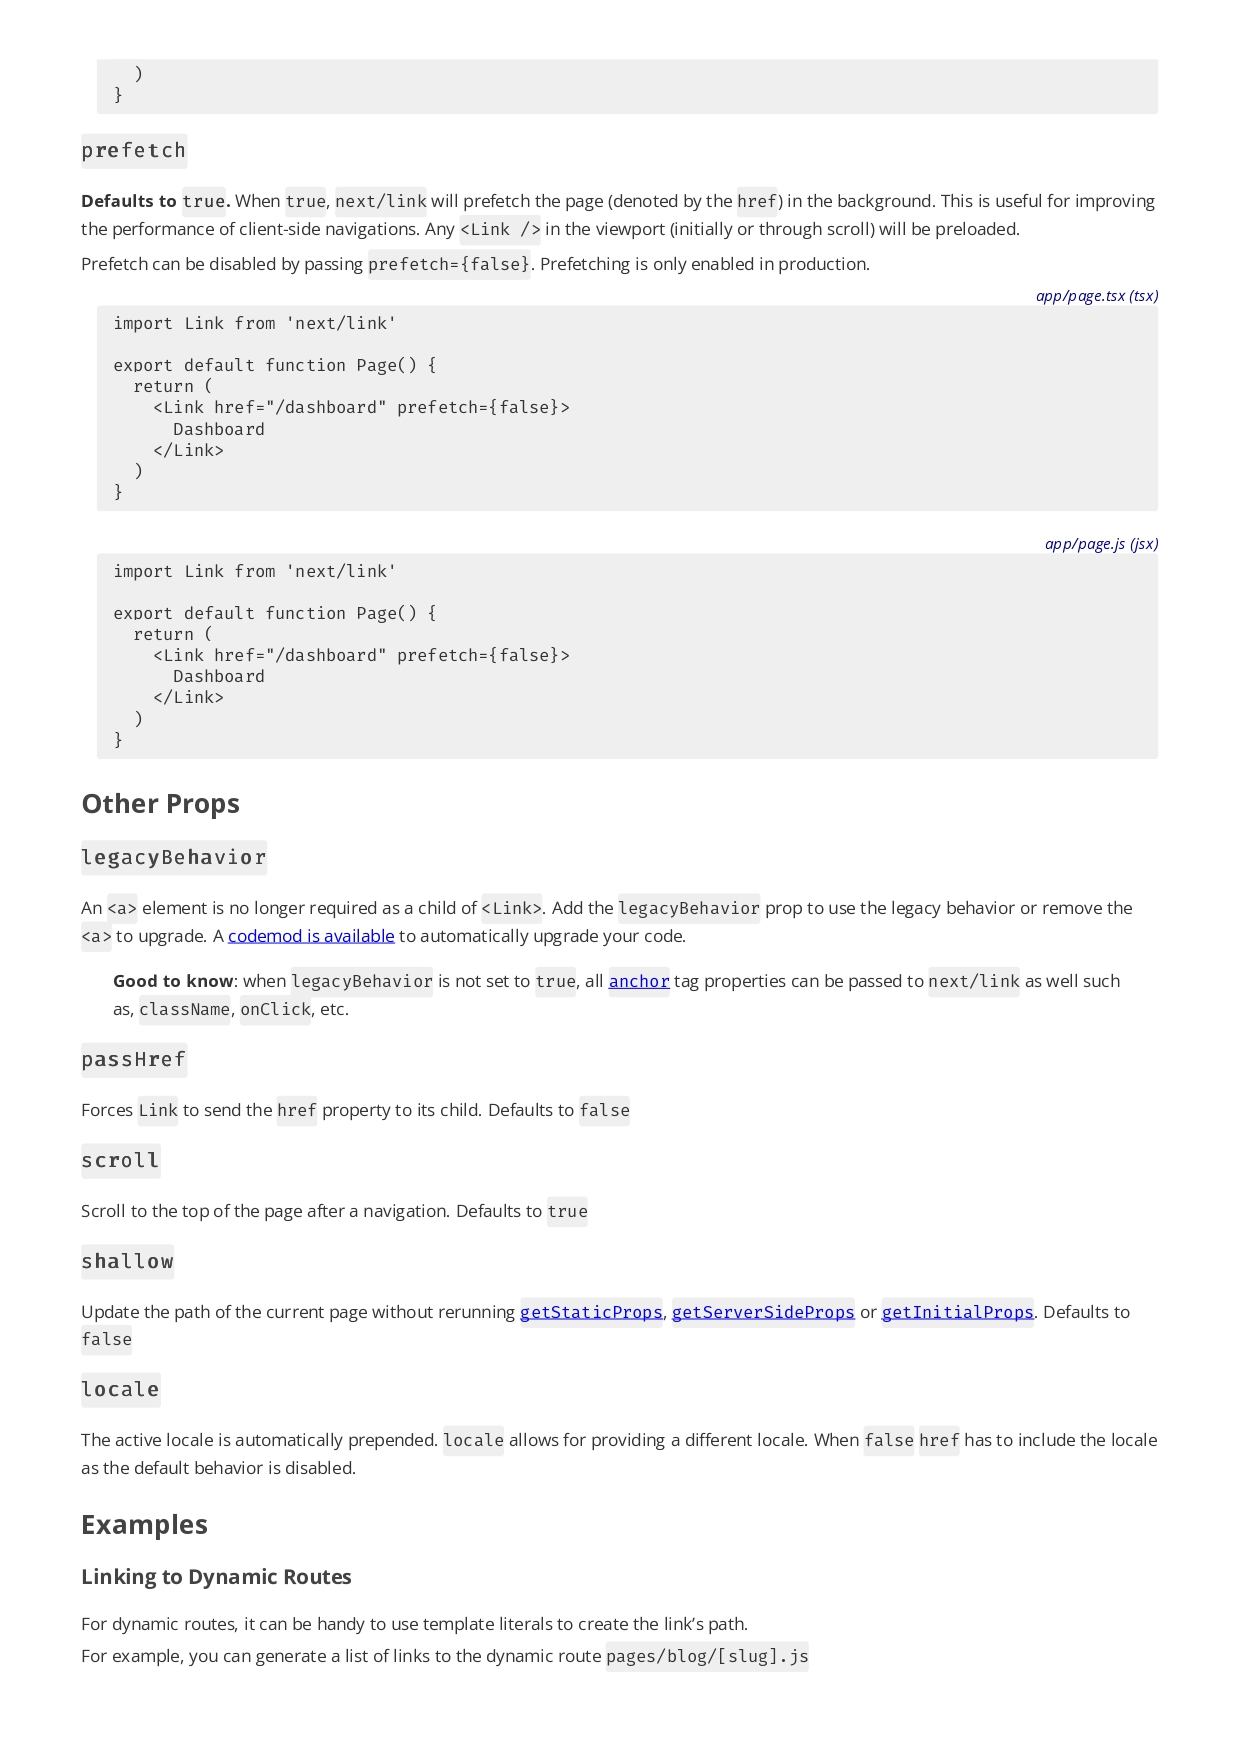 )
}
prefetch
Defaults to true. When true, next/link will prefetch the page (denoted by the href) in the background. This is useful for improving
the performance of client-side navigations. Any <Link /> in the viewport (initially or through scroll) will be preloaded.
Prefetch can be disabled by passing prefetch={false}. Prefetching is only enabled in production.
app/page.tsx (tsx)
import Link from 'next/link'

export default function Page() {
  return (
    <Link href="/dashboard" prefetch={false}>
      Dashboard
    </Link>
  )
}
app/page.js (jsx)
import Link from 'next/link'

export default function Page() {
  return (
    <Link href="/dashboard" prefetch={false}>
      Dashboard
    </Link>
  )
}
Other Props
legacyBehavior
An <a> element is no longer required as a child of <Link>. Add the legacyBehavior prop to use the legacy behavior or remove the
<a> to upgrade. A codemod is available to automatically upgrade your code.
Good to know: when legacyBehavior is not set to true, all anchor tag properties can be passed to next/link as well such
as, className, onClick, etc.
passHref
Forces Link to send the href property to its child. Defaults to false
scroll
Scroll to the top of the page after a navigation. Defaults to true
shallow
Update the path of the current page without rerunning getStaticProps, getServerSideProps or getInitialProps. Defaults to
false
locale
The active locale is automatically prepended. locale allows for providing a different locale. When false href has to include the locale
as the default behavior is disabled.
Examples
Linking to Dynamic Routes
For dynamic routes, it can be handy to use template literals to create the link’s path.
For example, you can generate a list of links to the dynamic route pages/blog/[slug].js